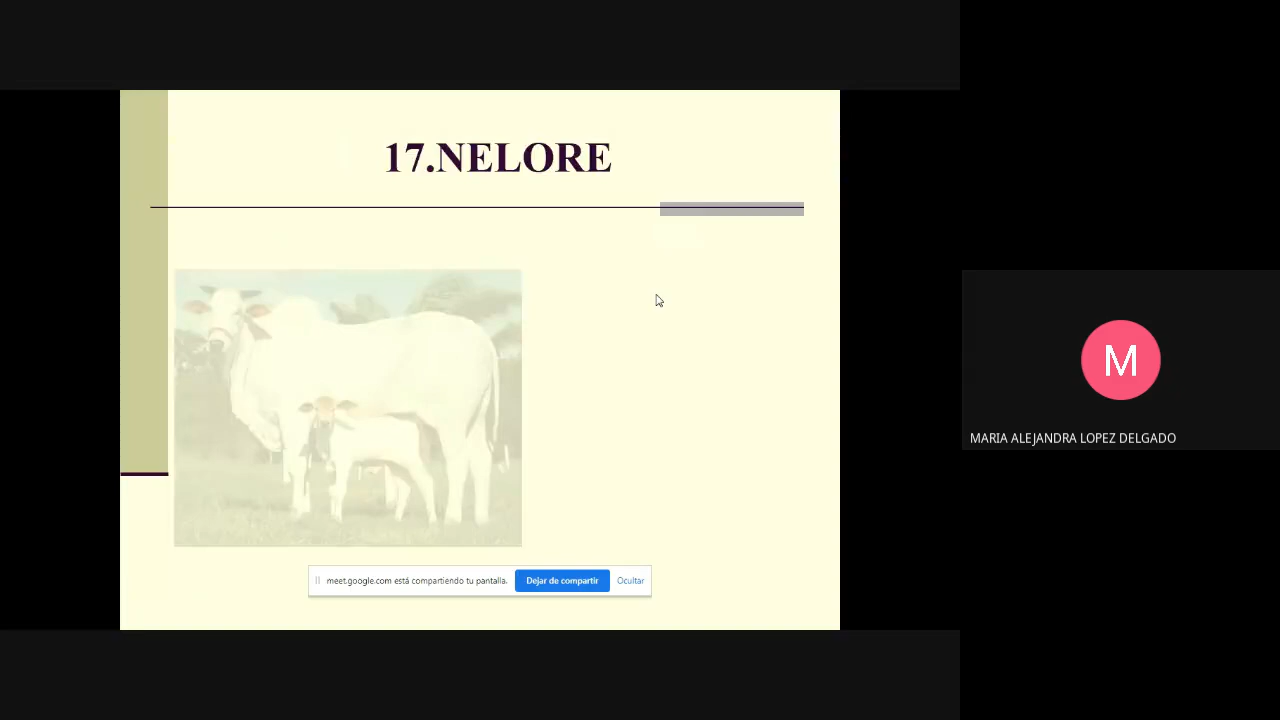 17.NELORE
meet.google.com está compartiendo tu pantalla.
Dejar de compartir
Ocultar
M
MARIA ALEJANDRA LOPEZ DELGADO